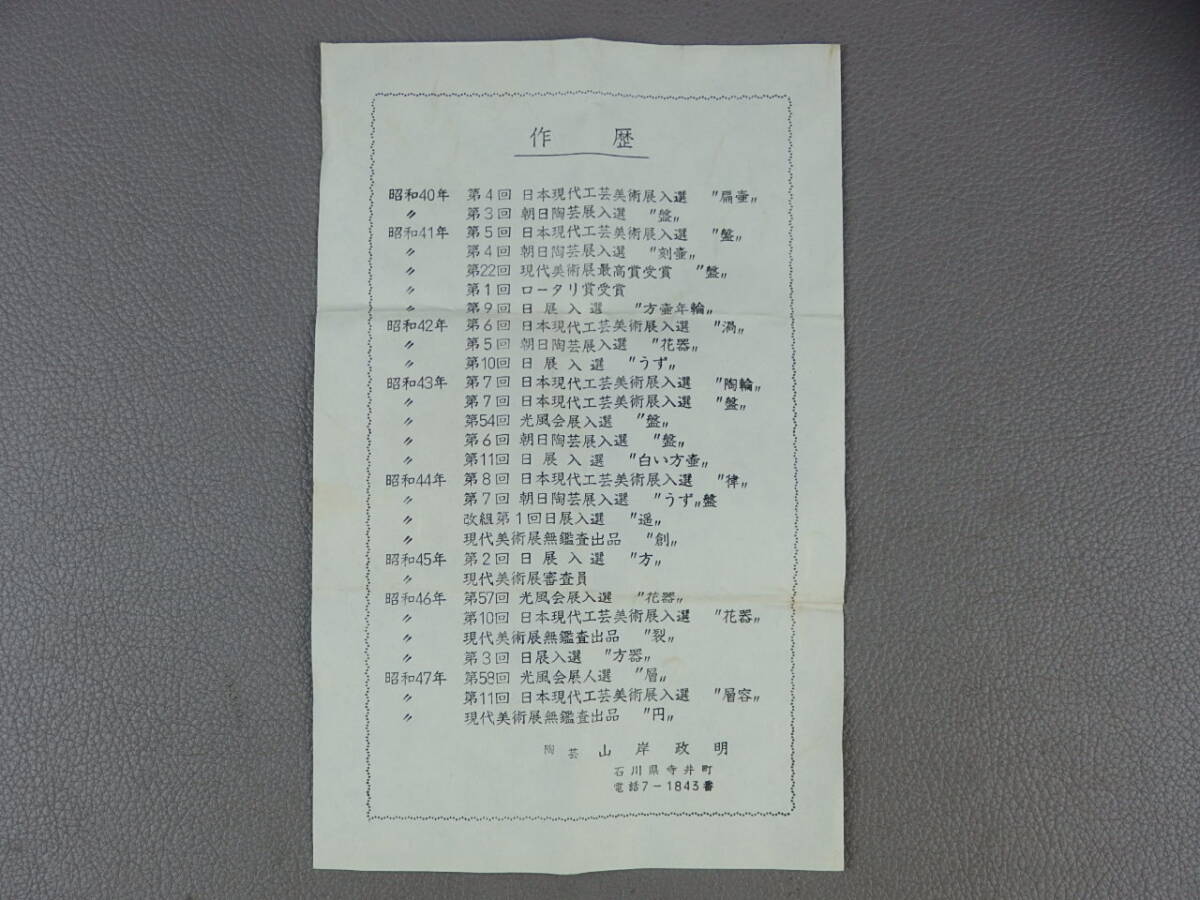 作　歴
昭和40年 第4回 日本現代工芸美術展入選 〃扁壷〃
〃 第3回 朝日陶芸展入選 〃盤〃
昭和41年 第5回 日本現代工芸美術展入選 〃盤〃
〃 第4回 朝日陶芸展入選 〃刻壷〃
〃 第22回 現代美術展最高賞受賞 〃盤〃
〃 第1回 ロータリ賞受賞
〃 第9回 日展入選 〃方壷年輪〃
昭和42年 第6回 日本現代工芸美術展入選 〃渦〃
〃 第5回 朝日陶芸展入選 〃花器〃
〃 第10回 日展入選 〃うず〃
昭和43年 第7回 日本現代工芸美術展入選 〃陶輪〃
〃 第7回 日本現代工芸美術展入選 〃盤〃
〃 第54回 光風会展入選 〃盤〃
〃 第6回 朝日陶芸展入選 〃盤〃
〃 第11回 日展入選 〃白い方壷〃
昭和44年 第8回 日本現代工芸美術展入選 〃律〃
〃 第7回 朝日陶芸展入選 〃うず〃盤
〃 改組第1回日展入選 〃遥〃
〃 現代美術展無鑑査出品 〃創〃
昭和45年 第2回 日展入選 〃方〃
〃 現代美術展審査員
昭和46年 第57回 光風会展入選 〃花器〃
〃 第10回 日本現代工芸美術展入選 〃花器〃
〃 現代美術展無鑑査出品 〃裂〃
〃 第3回 日展入選 〃方器〃
昭和47年 第58回 光風会展人選 〃層〃
〃 第11回 日本現代工芸美術展入選 〃層容〃
〃 現代美術展無鑑査出品 〃円〃
陶芸 山岸政明
石川県寺井町
電話7－1843番